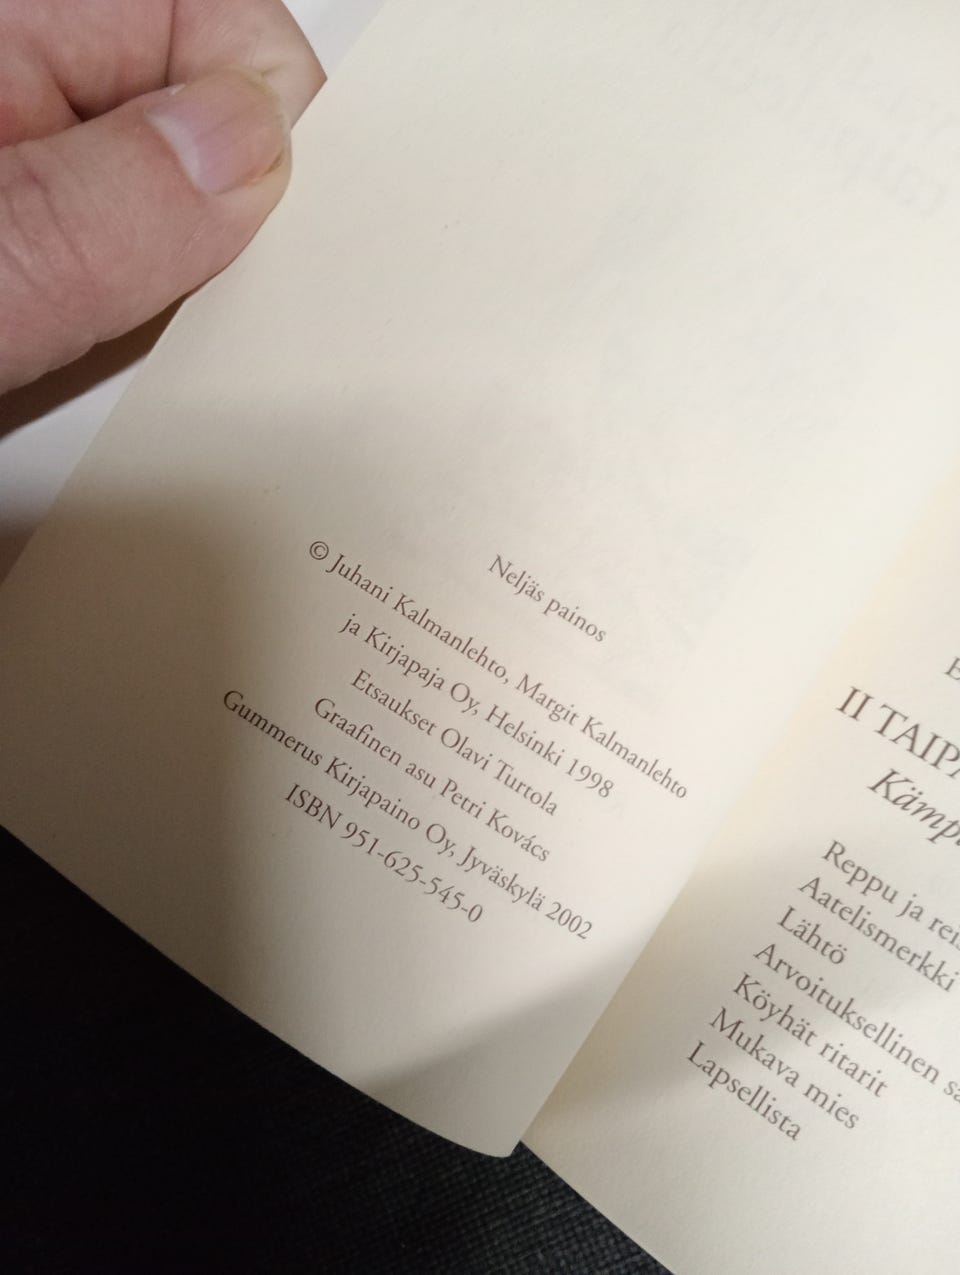 Neljäs painos
© Juhani Kalmanlehto, Margit Kalmanlehto
ja Kirjapaja Oy, Helsinki 1998
Etsaukset Olavi Turtola
Graafinen asu Petri Kovács
Gummerus Kirjapaino Oy, Jyväskylä 2002
ISBN 951-625-545-0
II
Reppu ja
Aatelismerkki
Lähtö
Arvoituksellinen
Köyhät ritarit
Mukava mies
Lapsellista